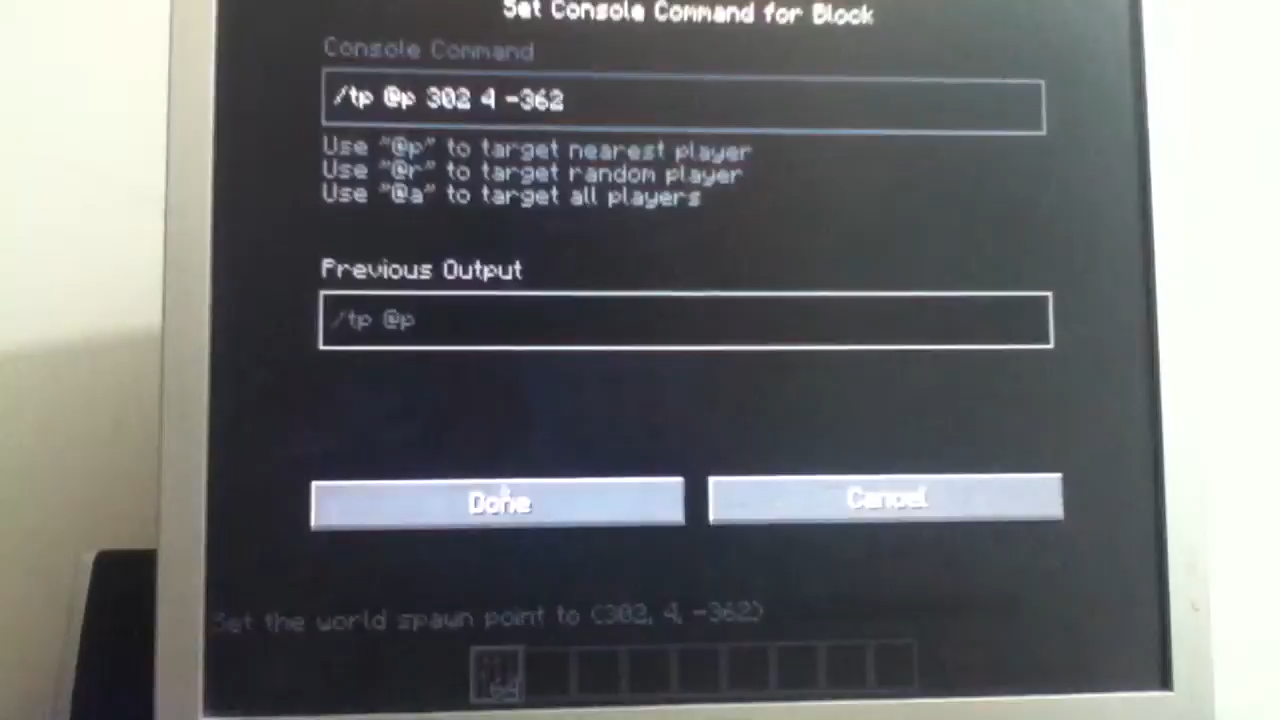 Set Console Command for Block
Console Command
/tp @p 302 4 -362
Use "@p" to target nearest player
Use "@r" to target random player
Use "@a" to target all players
Previous Output
/tp @p
Done
Cancel
Set the world spawn point to (302, 4, -362)
64